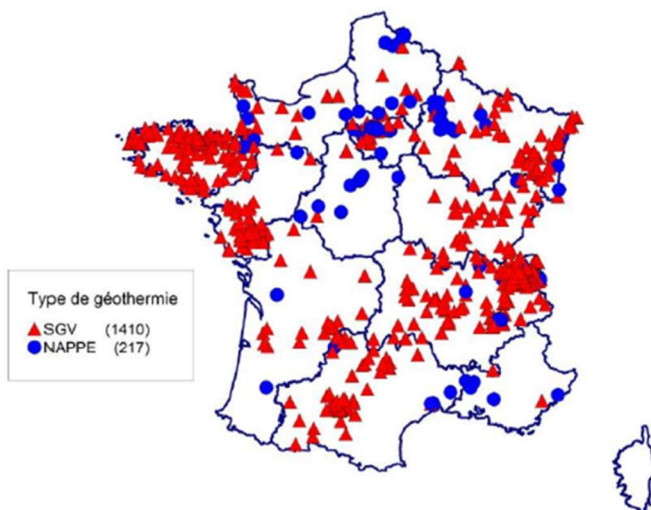 Type de géothermie
SGV (1410)
NAPPE (217)